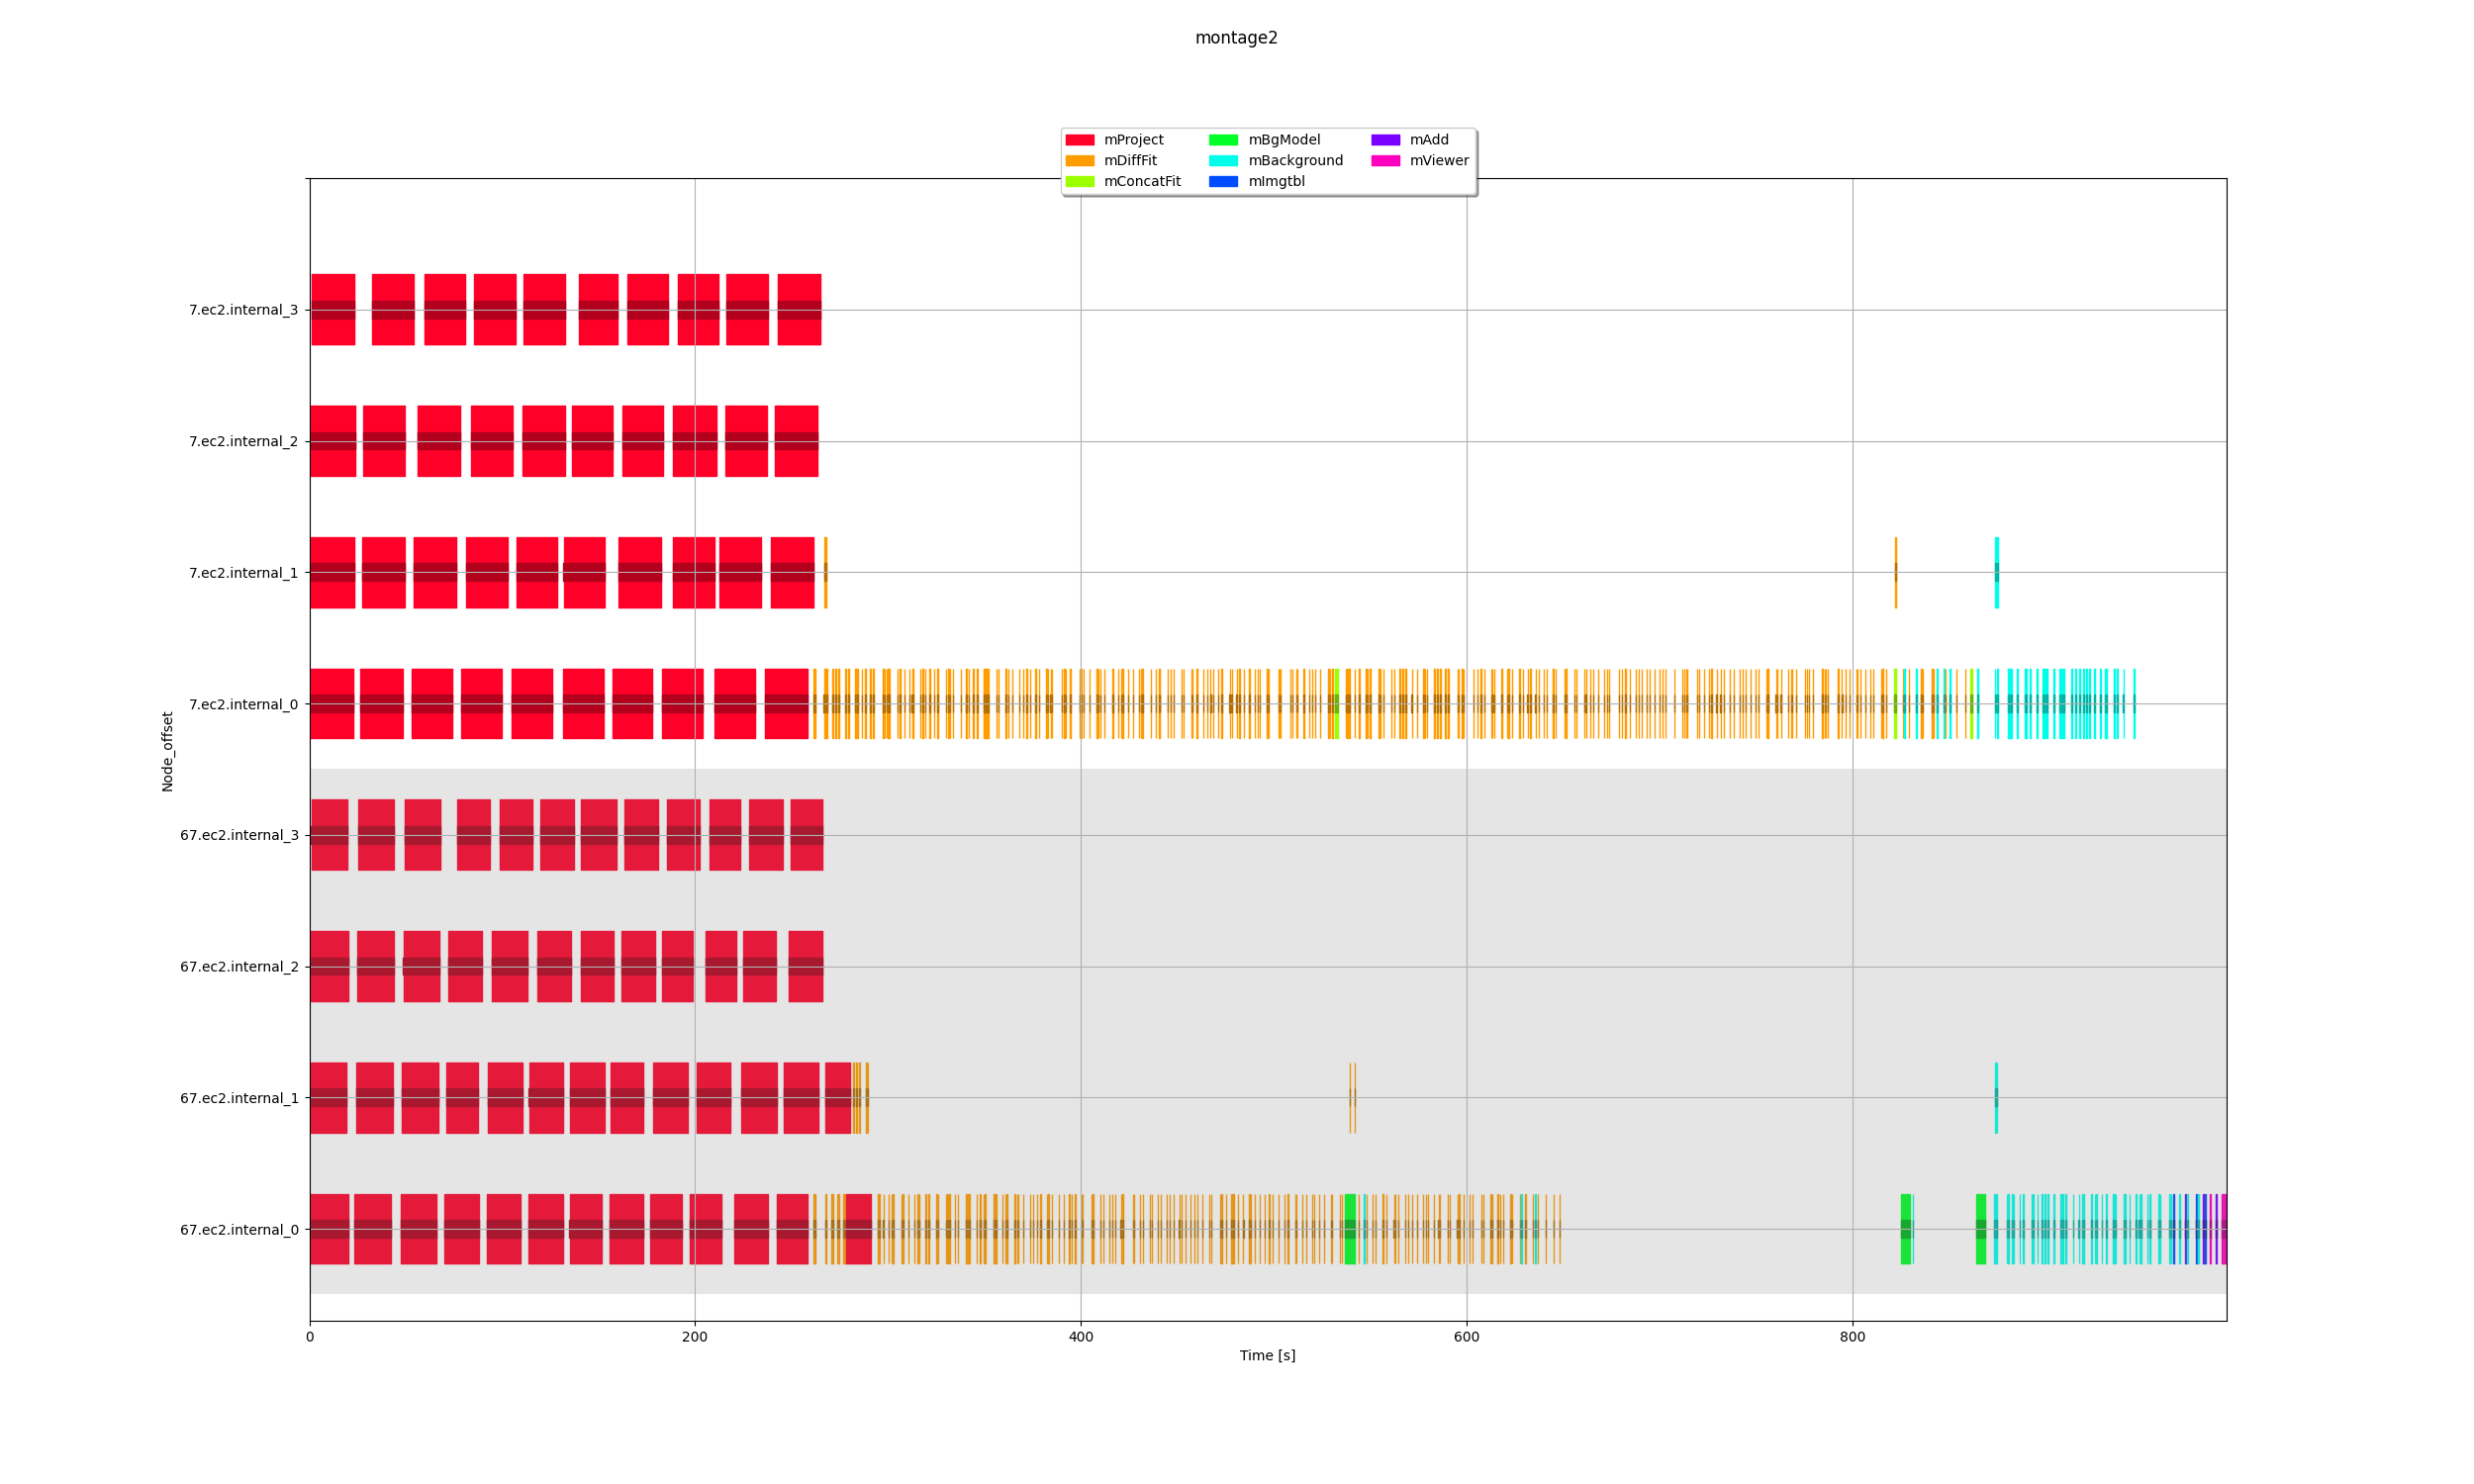 montage2
mProject mBgModel mAdd
mDiffFit mBackground mViewer
mConcatFit mImgtbl
7.ec2.internal_3
7.ec2.internal_2
7.ec2.internal_1
7.ec2.internal_0
67.ec2.internal_3
67.ec2.internal_2
67.ec2.internal_1
67.ec2.internal_0
Node_offset
0 200 400 600 800
Time [s]